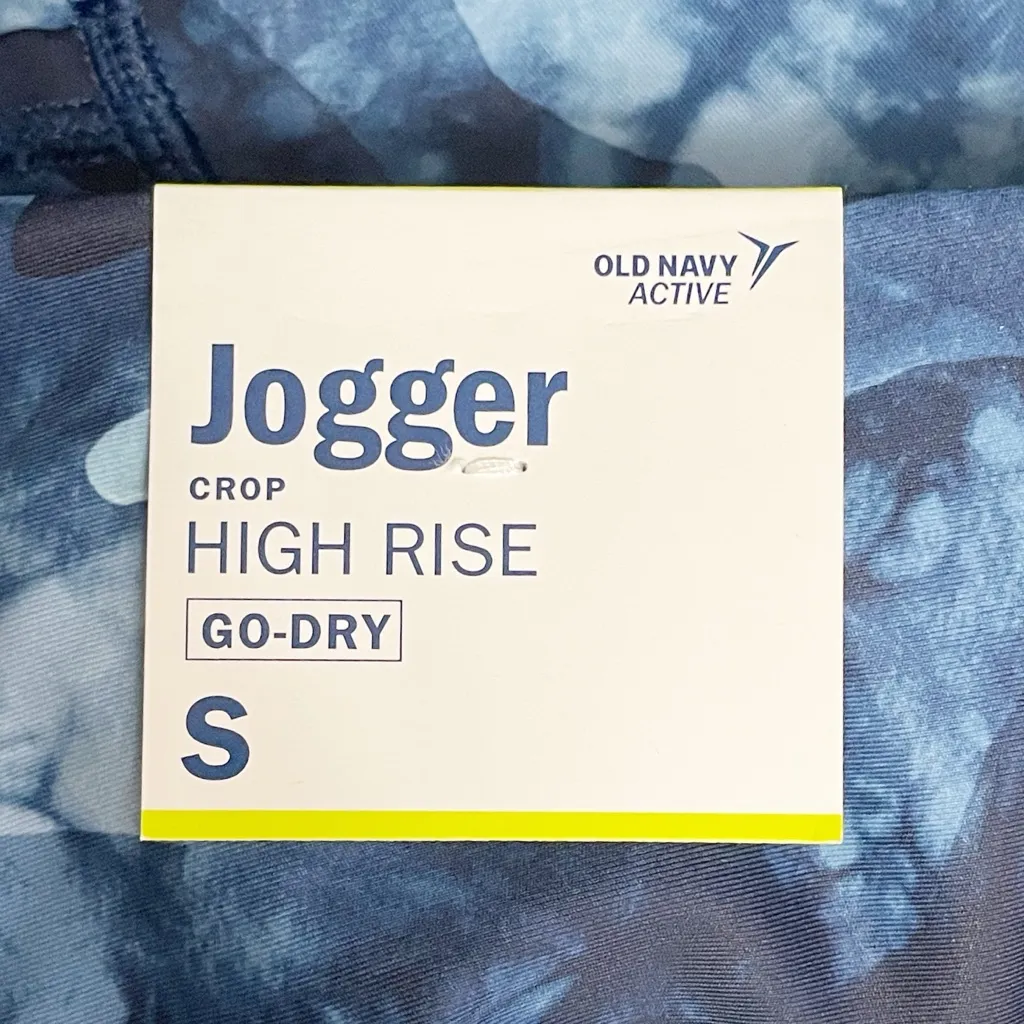 OLD NAVY
ACTIVE
Jogger
CROP
HIGH RISE
GO-DRY
S